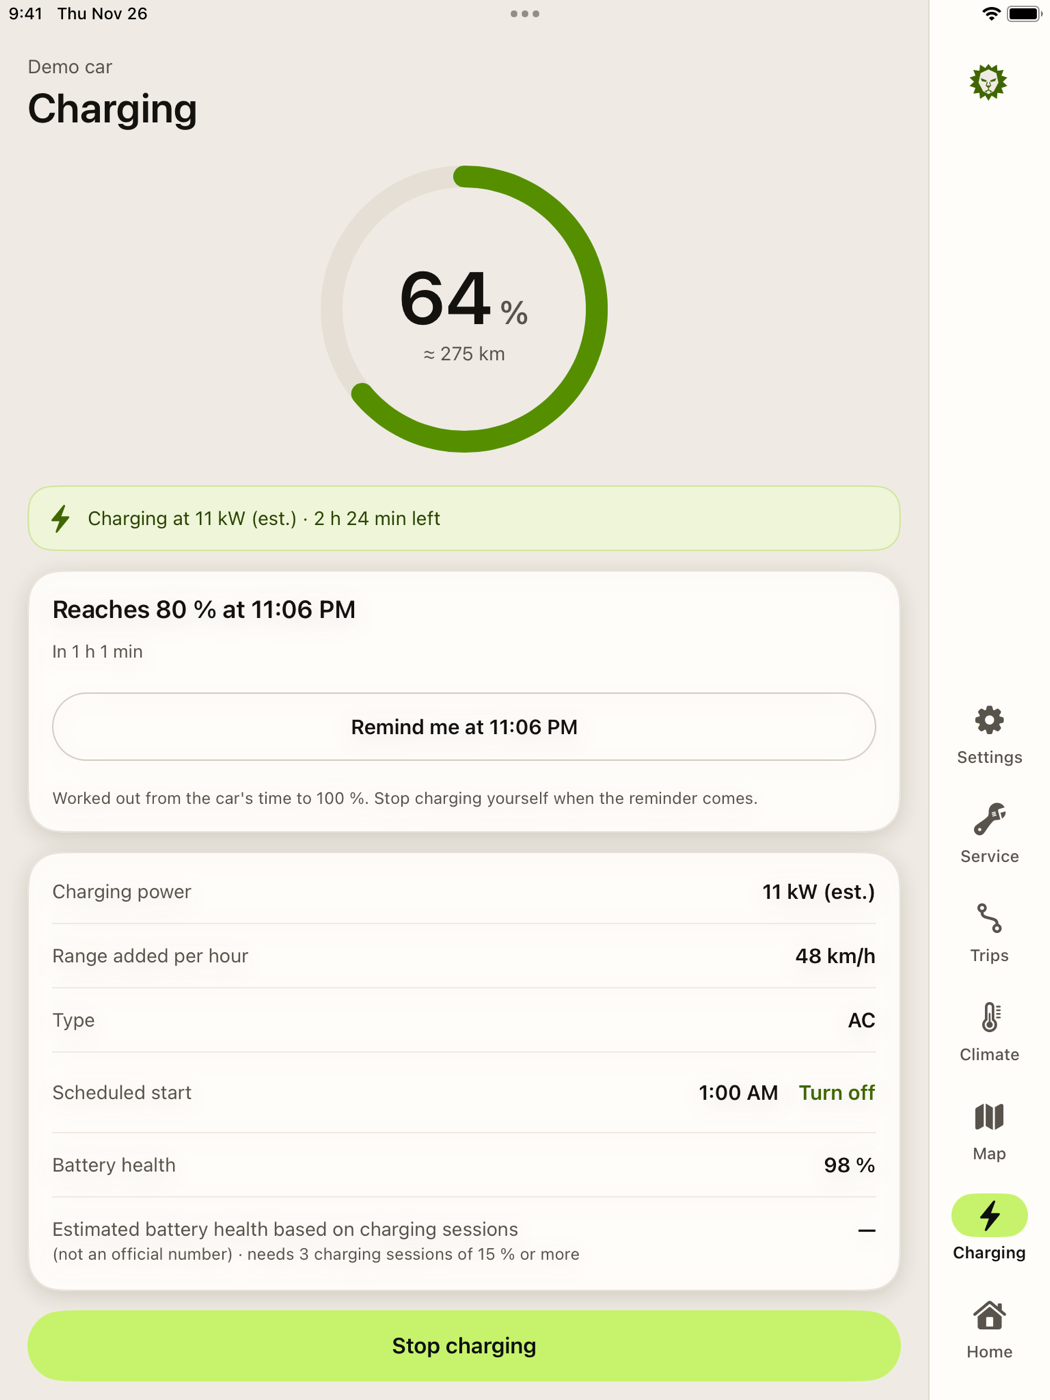 9:41 Thu Nov 26
Demo car
Charging
64 %
≈ 275 km
Charging at 11 kW (est.) · 2 h 24 min left
Reaches 80 % at 11:06 PM
In 1 h 1 min
Remind me at 11:06 PM
Worked out from the car's time to 100 %. Stop charging yourself when the reminder comes.
Charging power 11 kW (est.)
Range added per hour 48 km/h
Type AC
Scheduled start 1:00 AM Turn off
Battery health 98 %
Estimated battery health based on charging sessions —
(not an official number) · needs 3 charging sessions of 15 % or more
Stop charging
Settings
Service
Trips
Climate
Map
Charging
Home